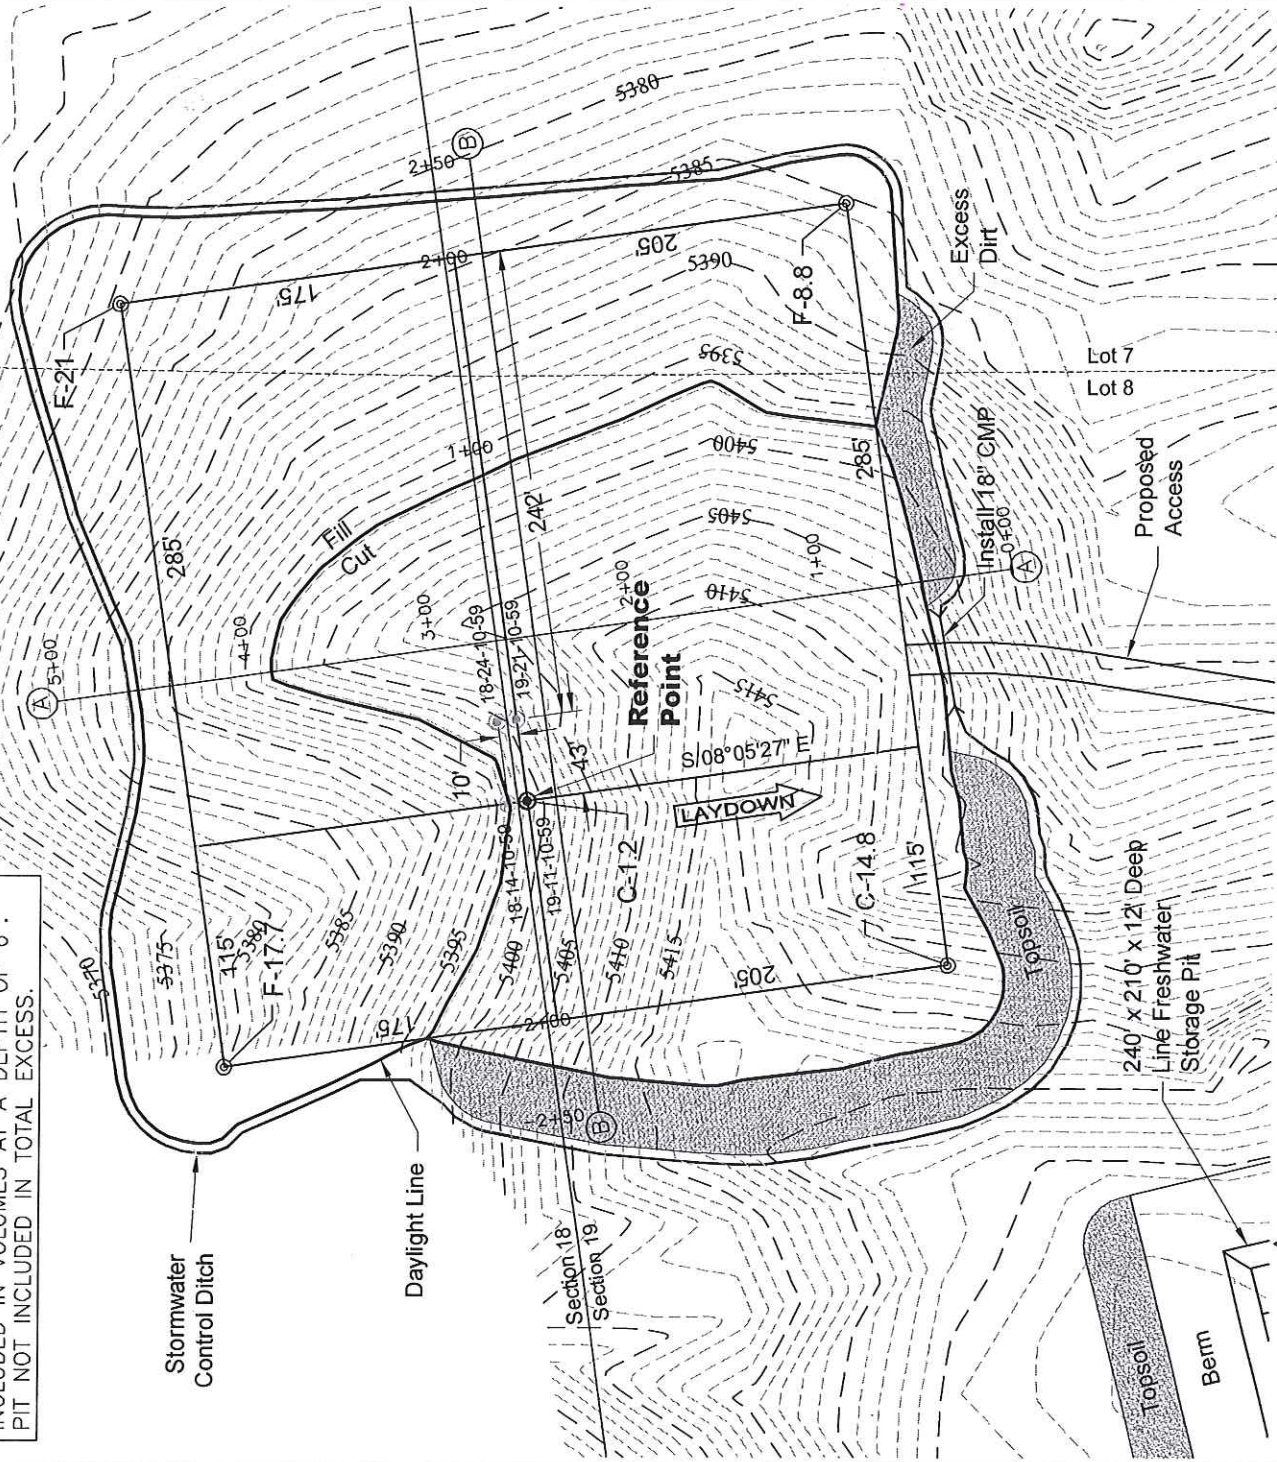 INCLUDED IN VOLUMES AT A DEPTH OF 6".
PIT NOT INCLUDED IN TOTAL EXCESS.
F-21
175'
2+50
B
5380
5385
2+00
205'
5390
F-8.8
Excess
Dirt
5395
Lot 7
Lot 8
285'
Fill
Cut
1+00
242'
5400
285'
5405
Install 18" CMP
0+00
A
Proposed
Access
A
5+00
4+00
3+00
18-24-10-59
19-21-10-59
2+00
5410
1+00
Reference
Point
5415
10'
43'
S 08°05'27" E
LAYDOWN
18-14-10-59
19-11-10-59
C-1.2
C-14.8
115'
5370
5375
115'
5380
F-17.7
5385
5390
5395
5400
5405
5410
5415
175'
2+00
205'
Topsoil
240' x 210' x 12' Deep
Line Freshwater
Storage Pit
-2+50
B
Stormwater
Control Ditch
Daylight Line
Section 18
Section 19
Topsoil
Berm